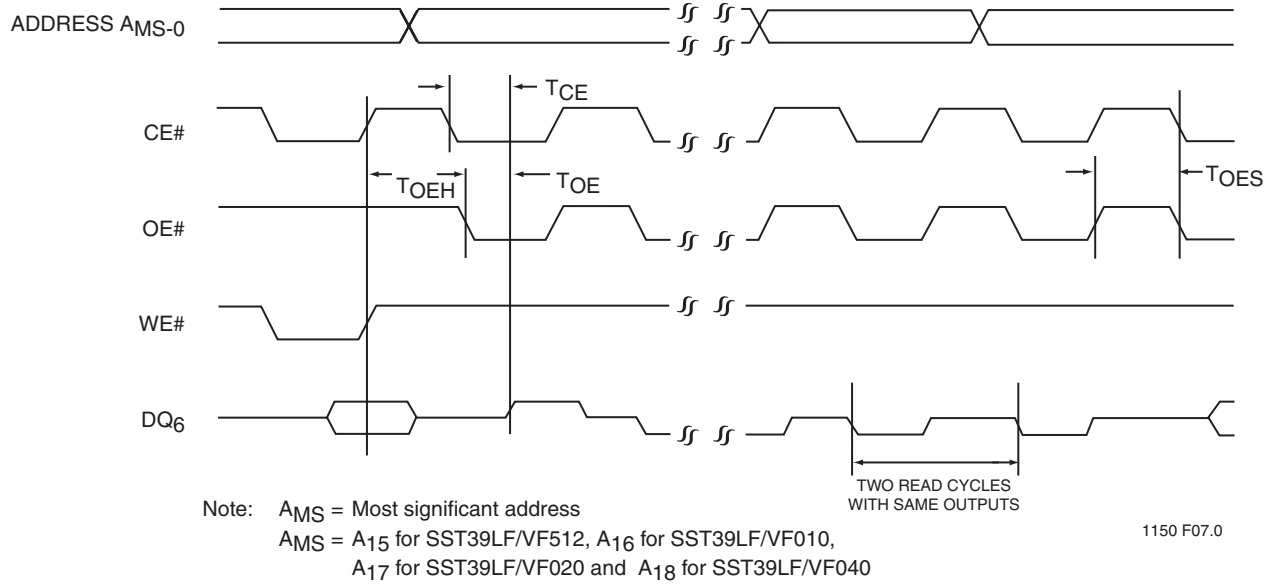 ADDRESS AMS-0
TCE
CE#
TOEH
TOE
TOES
OE#
WE#
DQ6
TWO READ CYCLES
WITH SAME OUTPUTS
Note: AMS = Most significant address
AMS = A15 for SST39LF/VF512, A16 for SST39LF/VF010,
A17 for SST39LF/VF020 and A18 for SST39LF/VF040
1150 F07.0